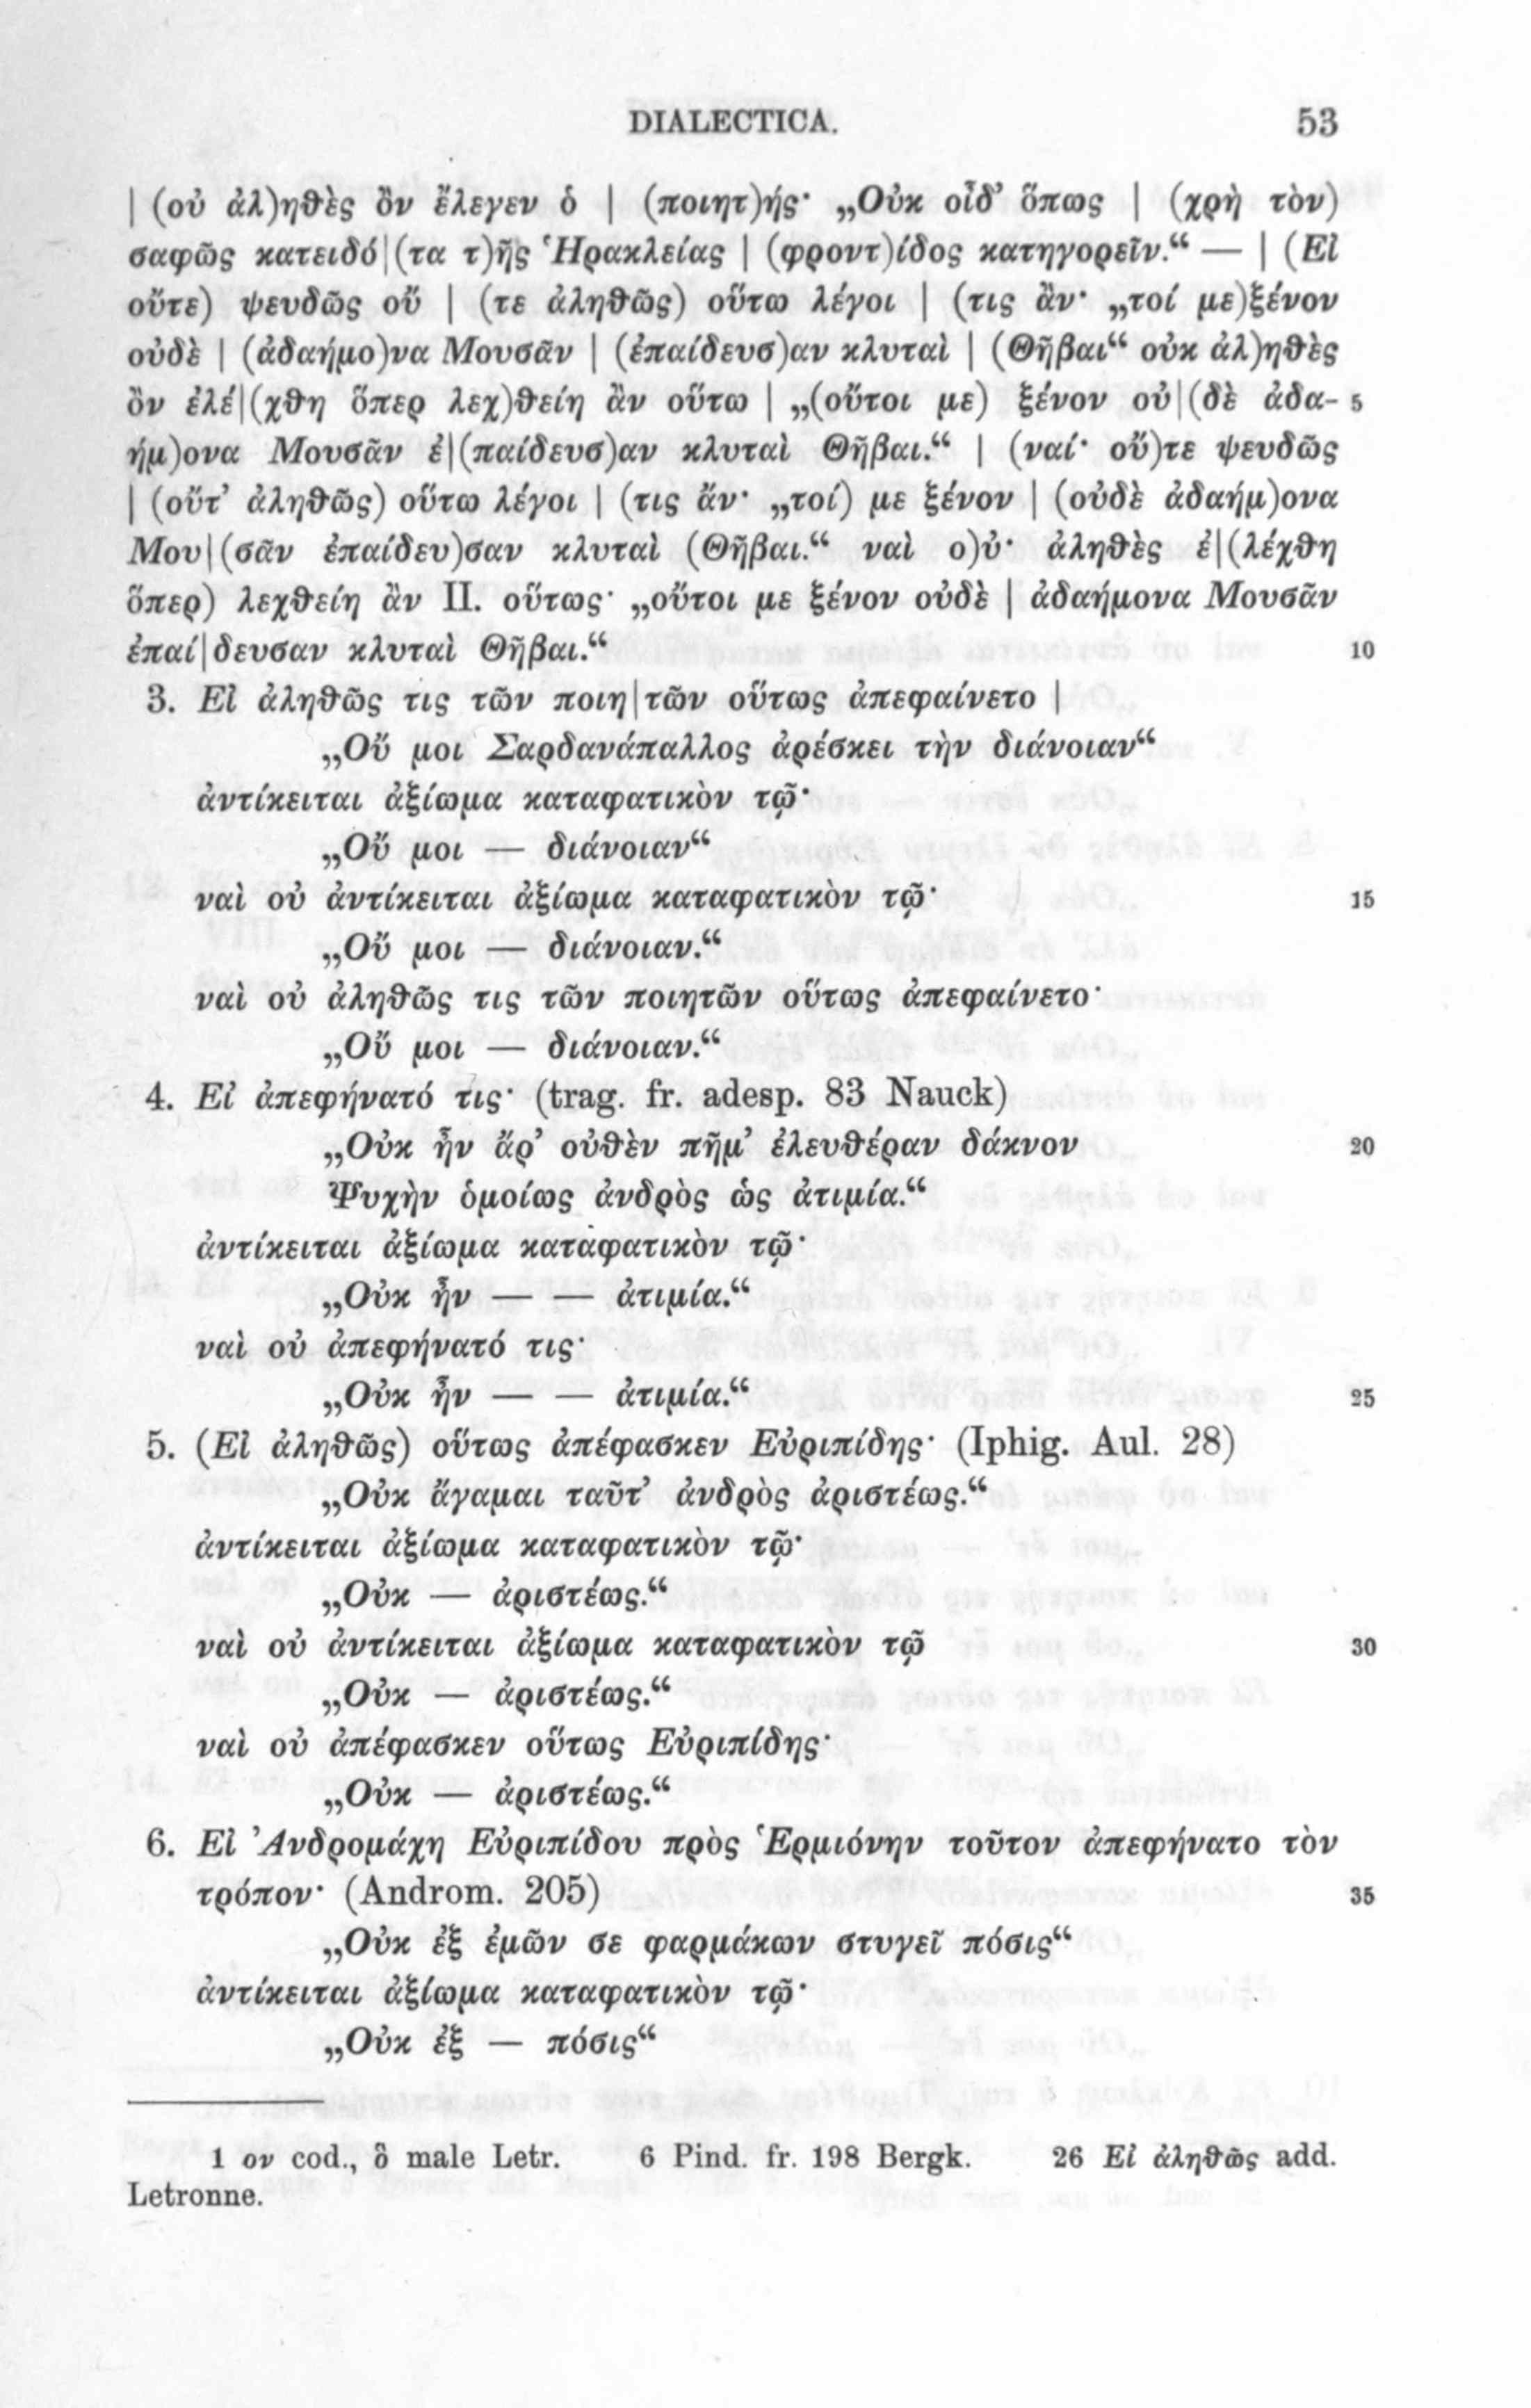 DIALECTICA. 53
| (οὐ ἀλ)ηθὲς ὂν ἔλεγεν ὁ | (ποιητ)ής· „Οὐκ οἶδ’ ὅπως | (χρὴ τὸν)
σαφῶς κατειδό|(τα τ)ῆς Ἡρακλείας | (φροντ)ίδος κατηγορεῖν.“ — | (Εἰ
οὔτε) ψευδῶς οὔ | (τε ἀληθῶς) οὕτω λέγοι | (τις ἂν· „τοί με)ξένον
οὐδὲ | (ἀδαήμο)να Μουσᾶν | (ἐπαίδευσ)αν κλυταὶ | (Θῆβαι“ οὐκ ἀλ)ηθὲς
ὂν ἐλέ|(χθη ὅπερ λεχ)θείη ἂν οὕτω | „(οὔτοι με) ξένον οὐ|(δὲ ἀδα- 5
ήμ)ονα Μουσᾶν ἐ|(παίδευσ)αν κλυταὶ Θῆβαι.“ | (ναί· οὔ)τε ψευδῶς
| (οὔτ’ ἀληθῶς) οὕτω λέγοι | (τις ἄν· „τοί) με ξένον | (οὐδὲ ἀδαήμ)ονα
Μου|(σᾶν ἐπαίδευ)σαν κλυταὶ (Θῆβαι.“ ναὶ ο)ὐ· ἀληθὲς ἐ|(λέχθη
ὅπερ) λεχθείη ἂν II. οὕτως· „οὔτοι με ξένον οὐδὲ | ἀδαήμονα Μουσᾶν
ἐπαί|δευσαν κλυταὶ Θῆβαι.“ 10
3. Εἰ ἀληθῶς τις τῶν ποιη|τῶν οὕτως ἀπεφαίνετο |
„Οὔ μοι Σαρδανάπαλλος ἀρέσκει τὴν διάνοιαν“
ἀντίκειται ἀξίωμα καταφατικὸν τῷ·
„Οὔ μοι — διάνοιαν“
ναὶ οὐ ἀντίκειται ἀξίωμα καταφατικὸν τῷ· 15
„Οὔ μοι — διάνοιαν.“
ναὶ οὐ ἀληθῶς τις τῶν ποιητῶν οὕτως ἀπεφαίνετο·
„Οὔ μοι — διάνοιαν.“
4. Εἰ ἀπεφήνατό τις· (trag. fr. adesp. 83 Nauck)
„Οὐκ ἦν ἄρ’ οὐθὲν πῆμ’ ἐλευθέραν δάκνον 20
Ψυχὴν ὁμοίως ἀνδρὸς ὡς ἀτιμία.“
ἀντίκειται ἀξίωμα καταφατικὸν τῷ·
„Οὐκ ἦν — — ἀτιμία.“
ναὶ οὐ ἀπεφήνατό τις·
„Οὐκ ἦν — — ἀτιμία.“ 25
5. (Εἰ ἀληθῶς) οὕτως ἀπέφασκεν Εὐριπίδης· (Iphig. Aul. 28)
„Οὐκ ἄγαμαι ταῦτ’ ἀνδρὸς ἀριστέως.“
ἀντίκειται ἀξίωμα καταφατικὸν τῷ·
„Οὐκ — ἀριστέως.“
ναὶ οὐ ἀντίκειται ἀξίωμα καταφατικὸν τῷ 30
„Οὐκ — ἀριστέως.“
ναὶ οὐ ἀπέφασκεν οὕτως Εὐριπίδης·
„Οὐκ — ἀριστέως.“
6. Εἰ Ἀνδρομάχη Εὐριπίδου πρὸς Ἑρμιόνην τοῦτον ἀπεφήνατο τὸν
τρόπον· (Androm. 205) 35
„Οὐκ ἐξ ἐμῶν σε φαρμάκων στυγεῖ πόσις“
ἀντίκειται ἀξίωμα καταφατικὸν τῷ·
„Οὐκ ἐξ — πόσις“
1 ον cod., ὃ male Letr. 6 Pind. fr. 198 Bergk. 26 Εἰ ἀληθῶς add.
Letronne.